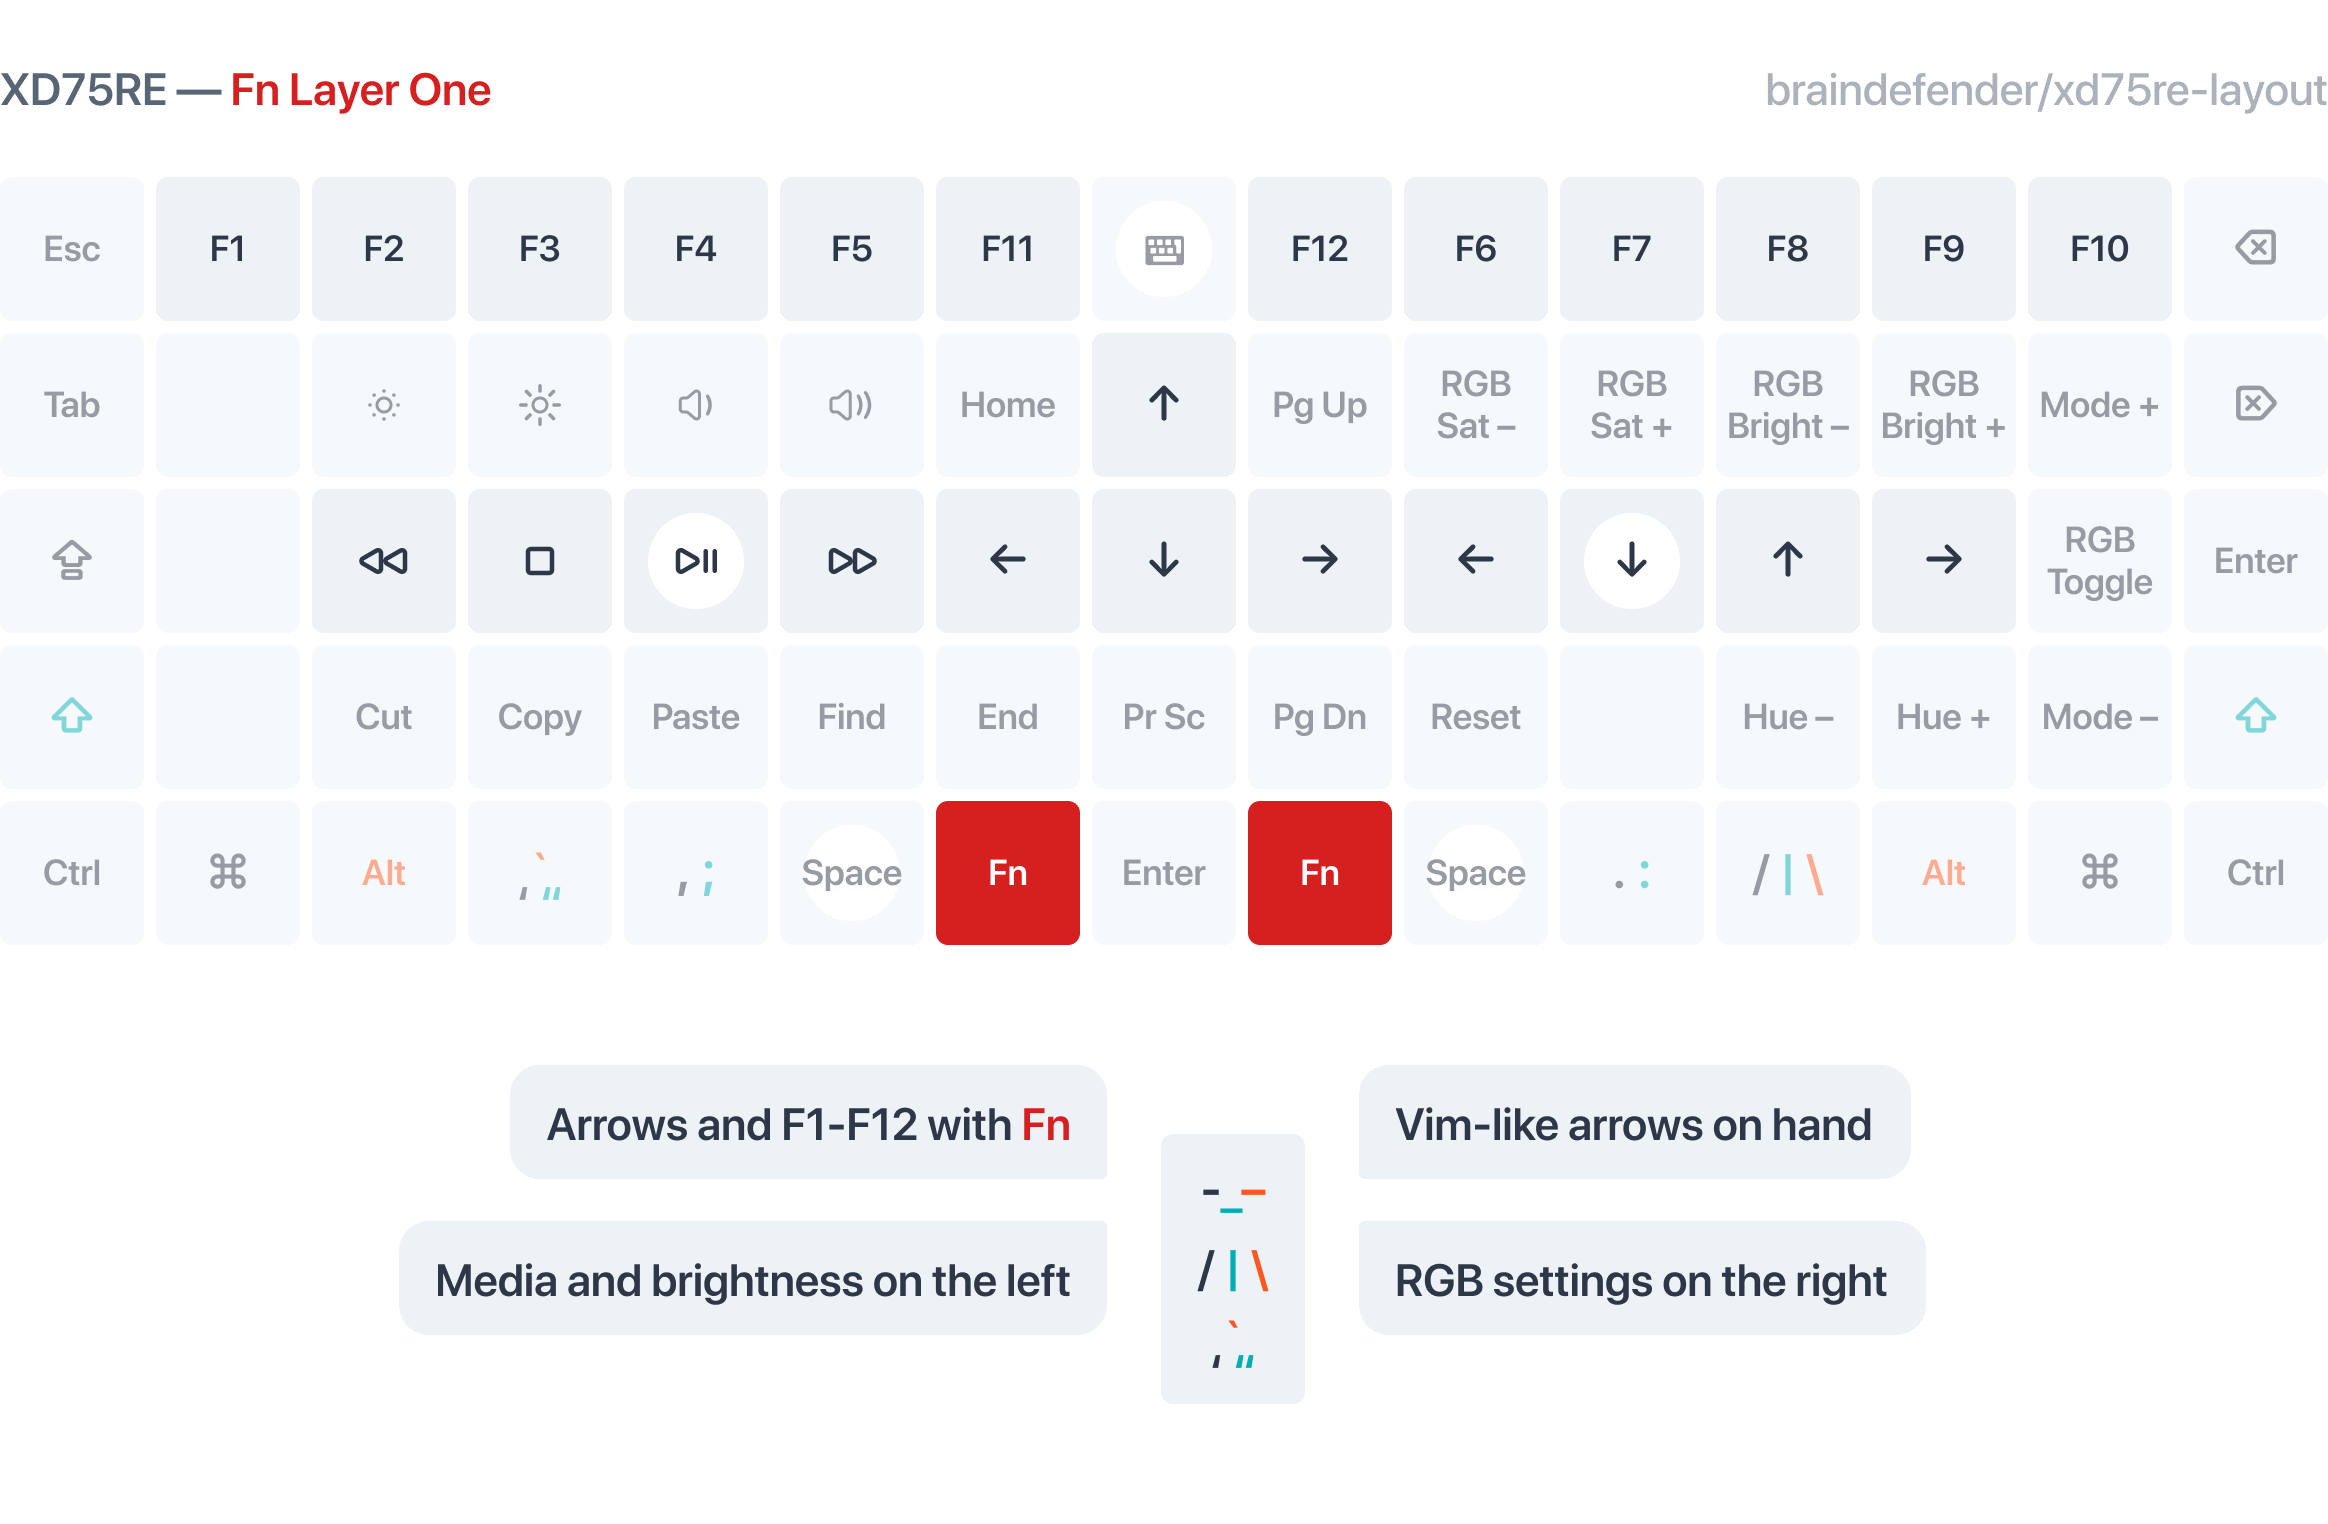 XD75RE — Fn Layer One
braindefender/xd75re-layout
Esc F1 F2 F3 F4 F5 F11 F12 F6 F7 F8 F9 F10
Tab Home ↑ Pg Up RGB Sat – RGB Sat + RGB Bright – RGB Bright + Mode +
← ↓ → ← ↓ ↑ → RGB Toggle Enter
Cut Copy Paste Find End Pr Sc Pg Dn Reset Hue – Hue + Mode –
Ctrl ⌘ Alt , ` „ , ; Space Fn Enter Fn Space . : / | \ Alt ⌘ Ctrl
Arrows and F1-F12 with Fn
Media and brightness on the left
- _ –
/ | \
` ‚ „
Vim-like arrows on hand
RGB settings on the right